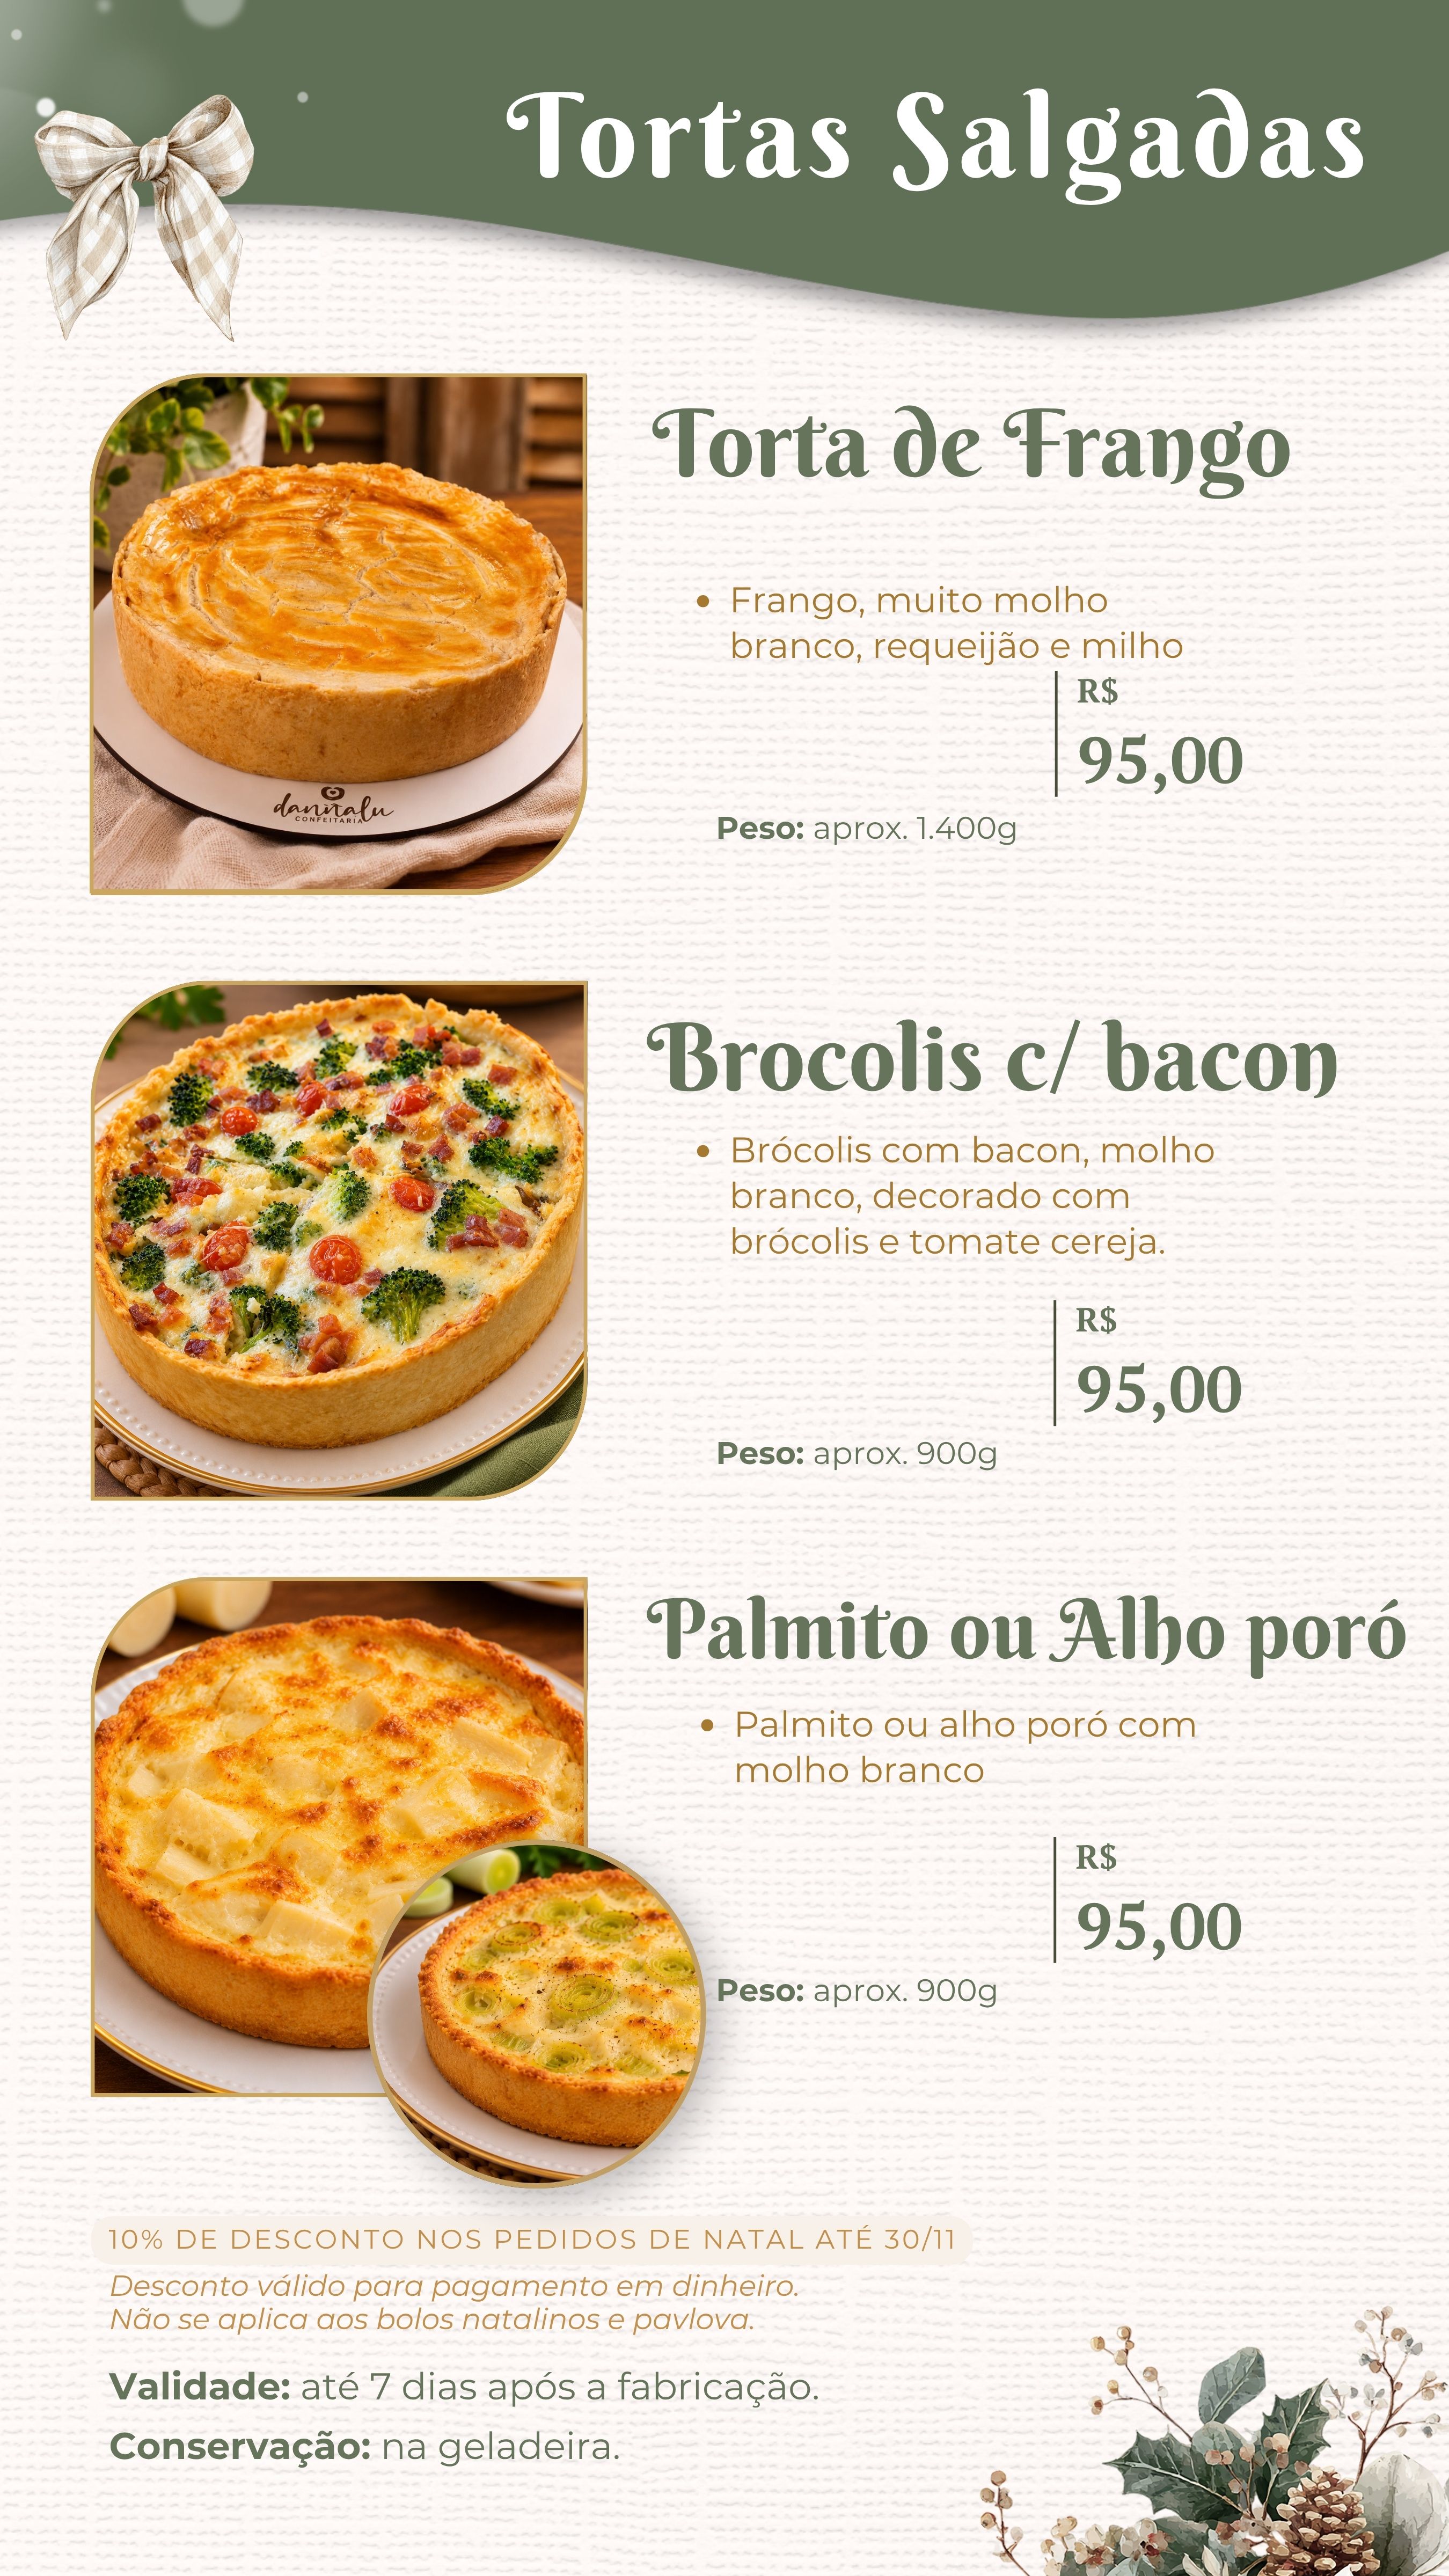 Tortas Salgadas
Torta de Frango
• Frango, muito molho
branco, requeijão e milho
R$
95,00
Peso: aprox. 1.400g
dannalu
CONFEITARIA
Brocolis c/ bacon
• Brócolis com bacon, molho
branco, decorado com
brócolis e tomate cereja.
R$
95,00
Peso: aprox. 900g
Palmito ou Alho poró
• Palmito ou alho poró com
molho branco
R$
95,00
Peso: aprox. 900g
10% DE DESCONTO NOS PEDIDOS DE NATAL ATÉ 30/11
Desconto válido para pagamento em dinheiro.
Não se aplica aos bolos natalinos e pavlova.
Validade: até 7 dias após a fabricação.
Conservação: na geladeira.